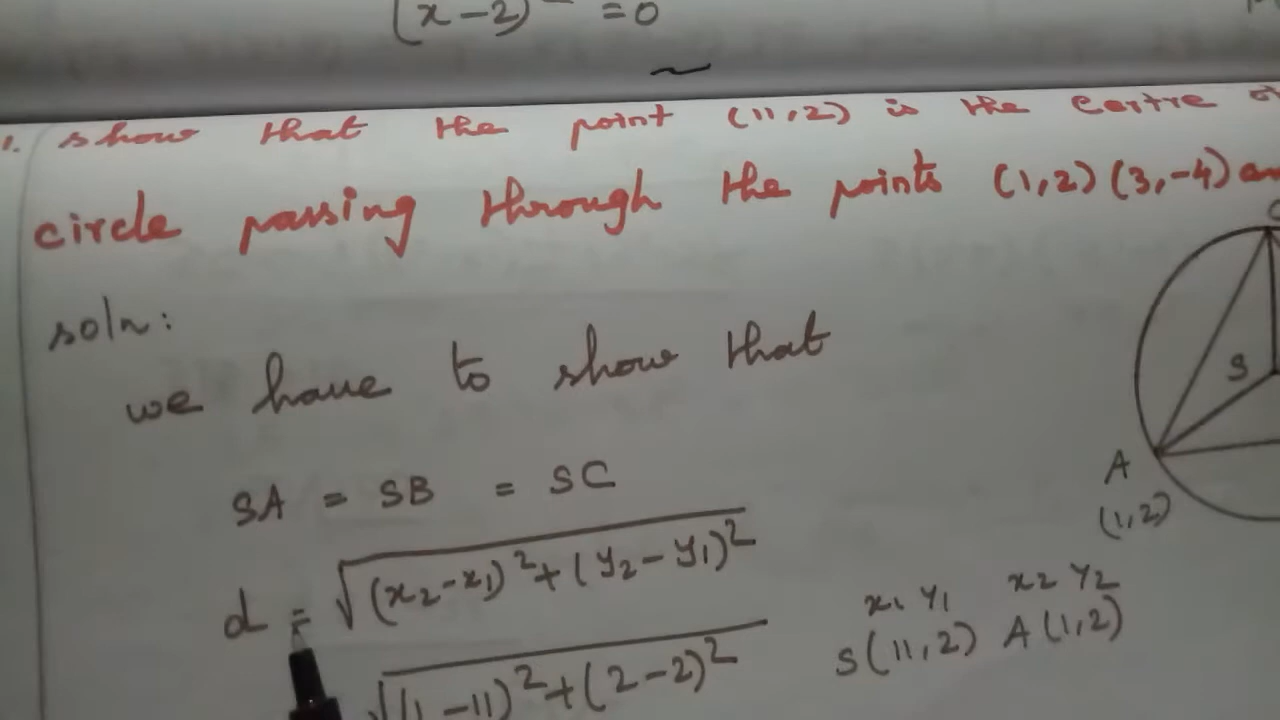 (x-2) = 0
1. show that the point (11,2) is the centre of
circle passing through the points (1,2) (3,-4)
soln:
we have to show that
S
A
(1,2)
SA = SB = SC
d = √(x₂-x₁)²+(y₂-y₁)²
x₁ y₁ x₂ y₂
S(11,2) A(1,2)
√(1-11)²+(2-2)²